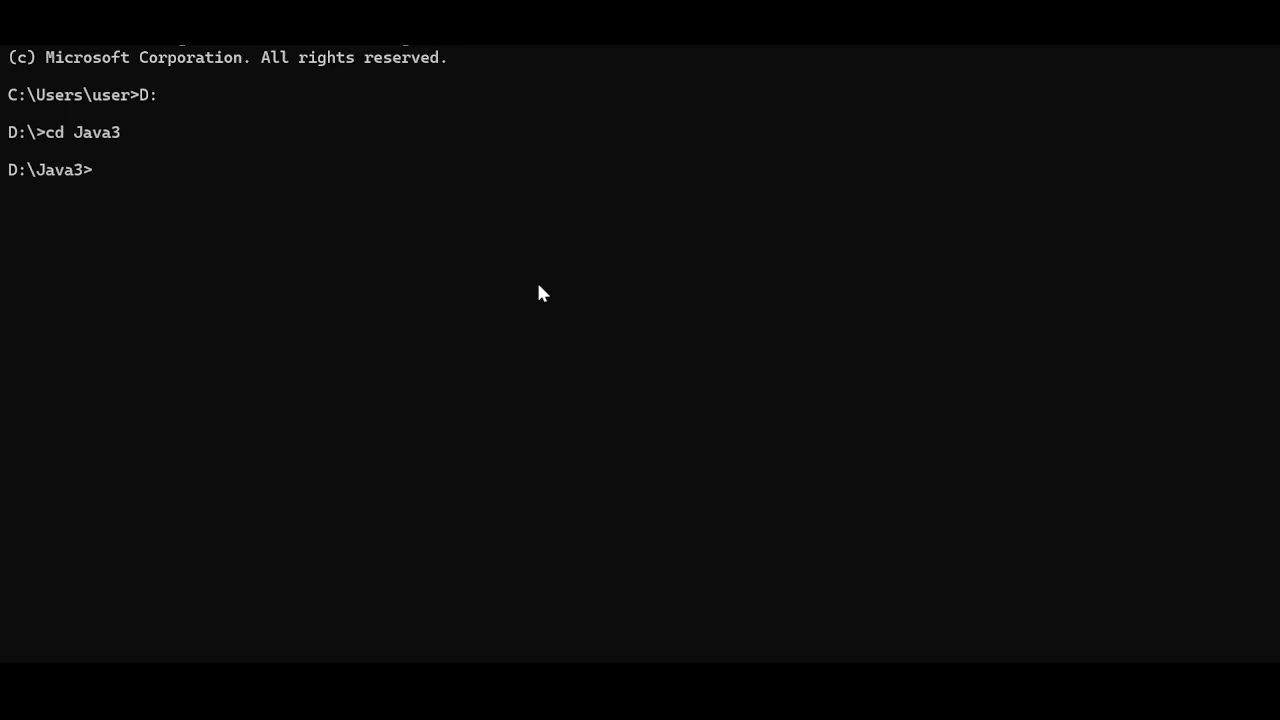 (c) Microsoft Corporation. All rights reserved.
C:\Users\user>D:
D:\>cd Java3
D:\Java3>